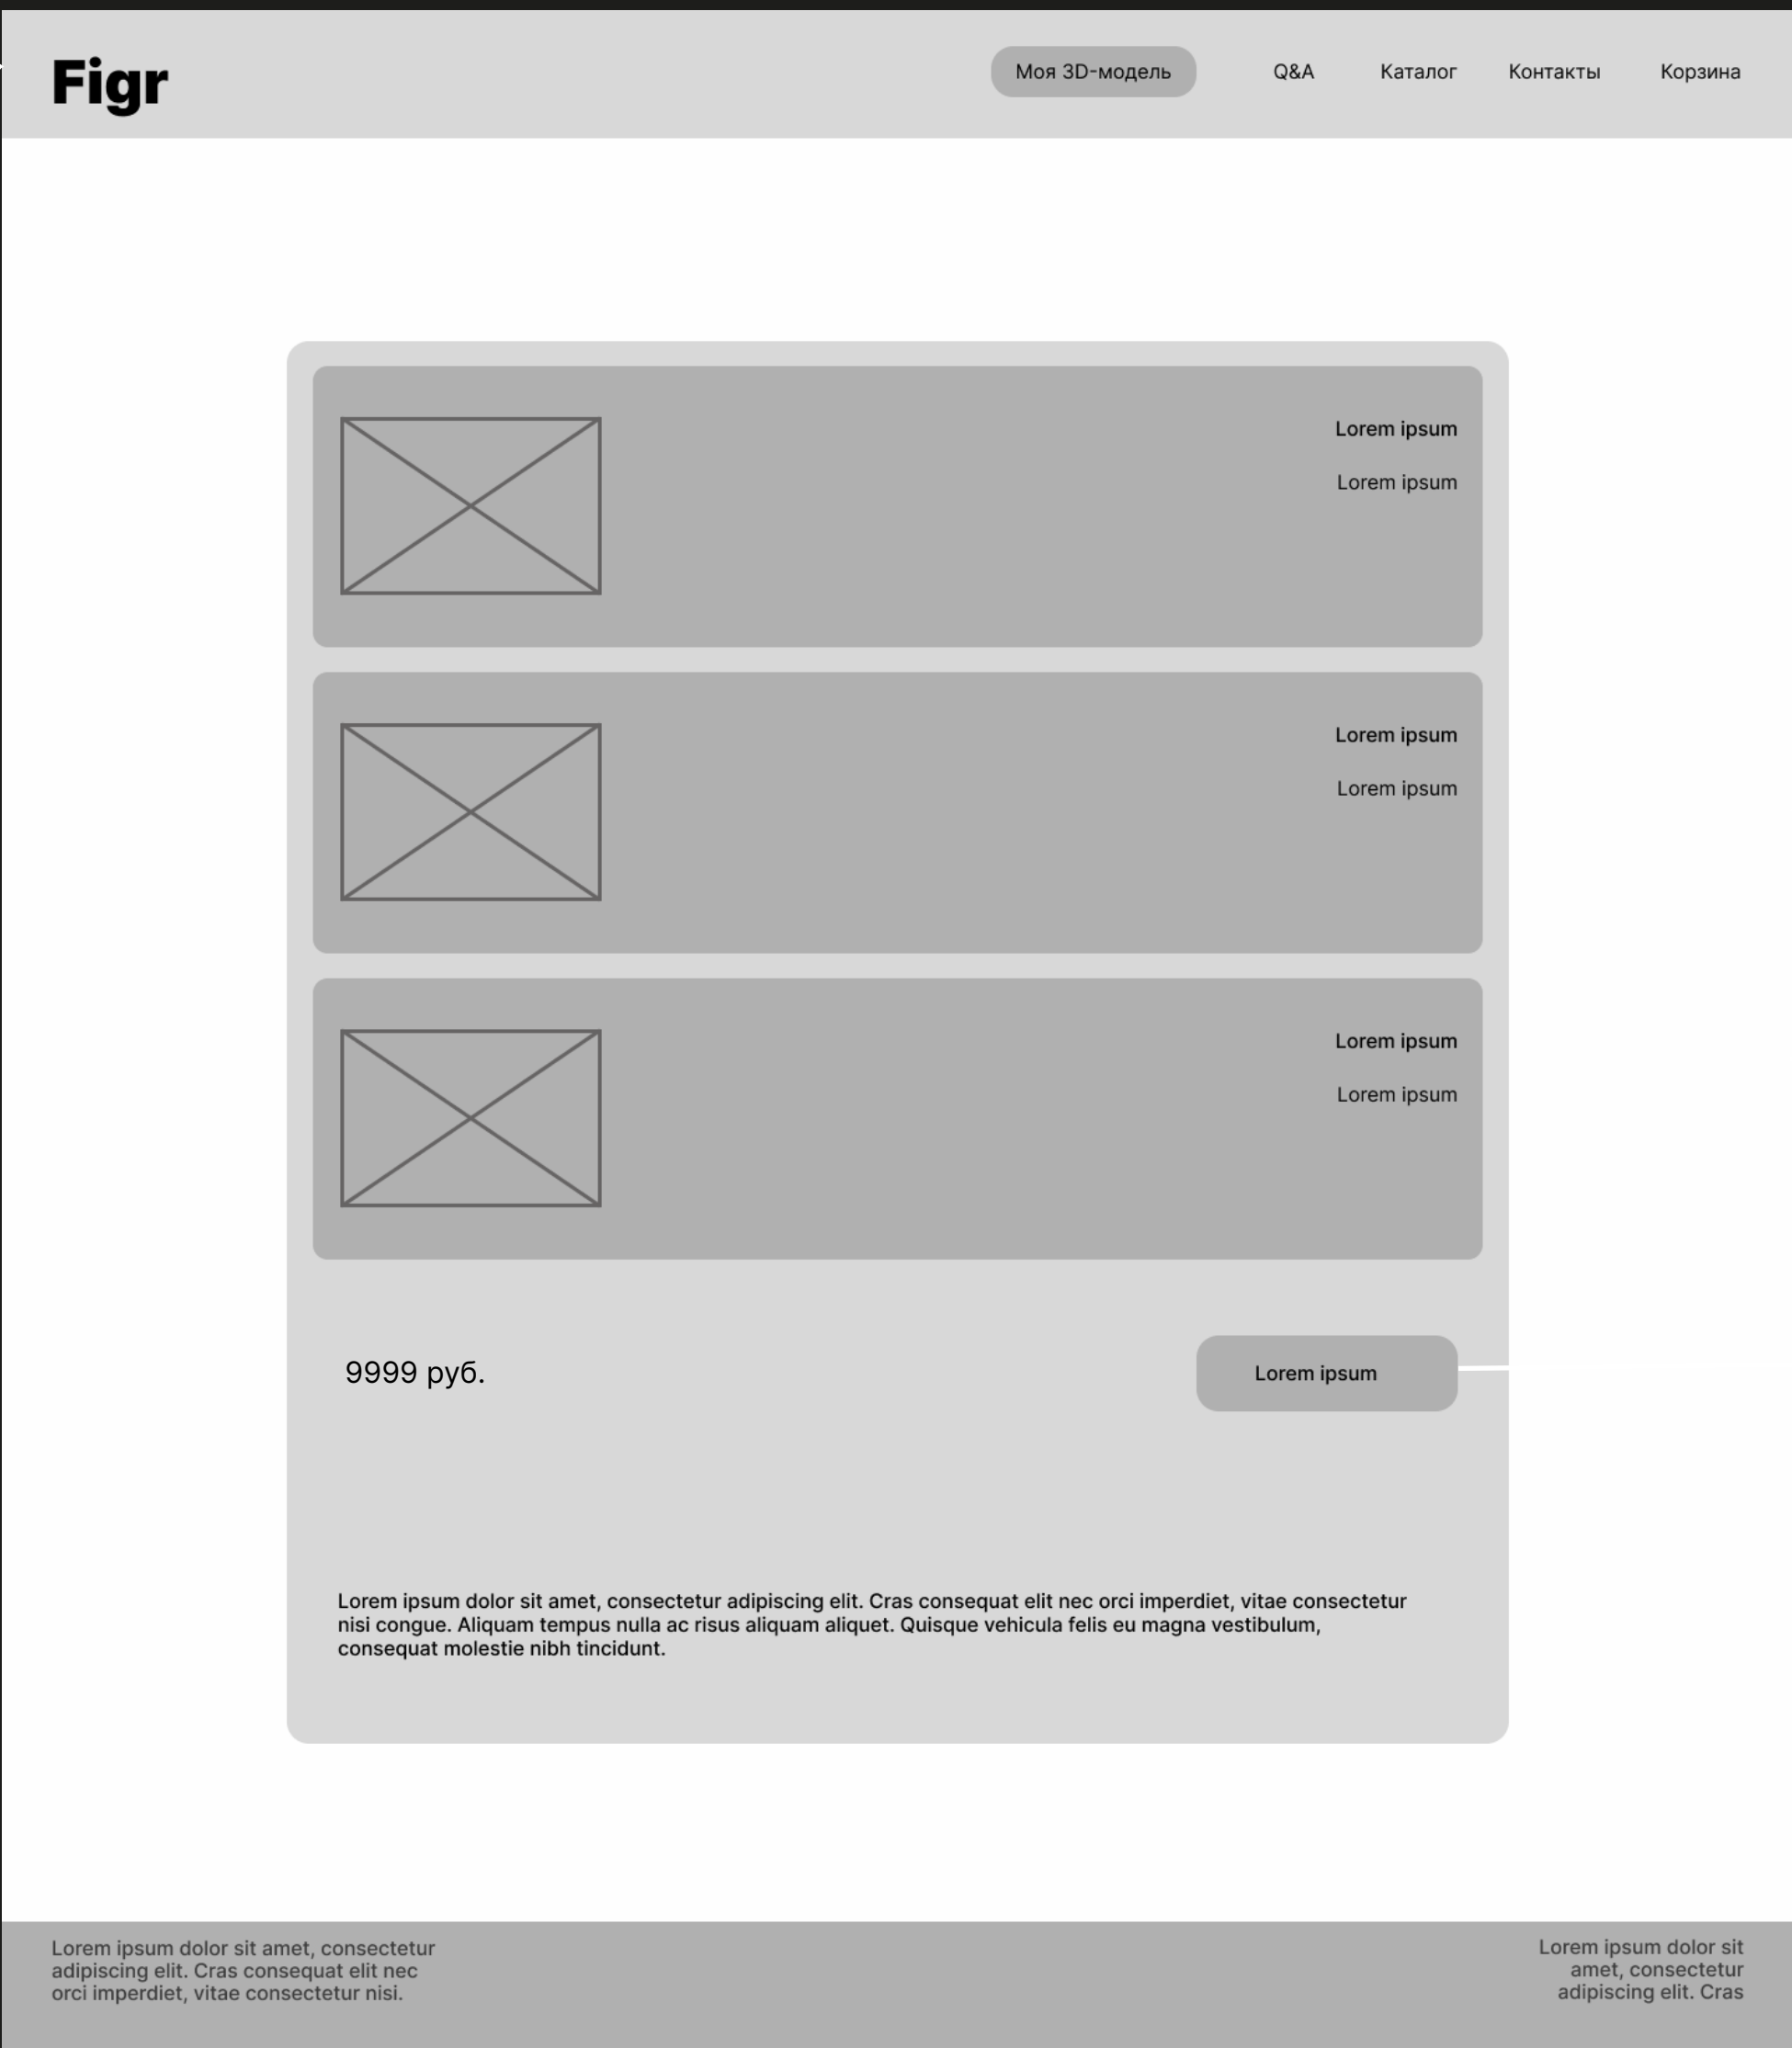 Figr
Моя 3D-модель
Q&A
Каталог
Контакты
Корзина
Lorem ipsum
Lorem ipsum
Lorem ipsum
Lorem ipsum
Lorem ipsum
Lorem ipsum
9999 руб.
Lorem ipsum
Lorem ipsum dolor sit amet, consectetur adipiscing elit. Cras consequat elit nec orci imperdiet, vitae consectetur
nisi congue. Aliquam tempus nulla ac risus aliquam aliquet. Quisque vehicula felis eu magna vestibulum,
consequat molestie nibh tincidunt.
Lorem ipsum dolor sit amet, consectetur
adipiscing elit. Cras consequat elit nec
orci imperdiet, vitae consectetur nisi.
Lorem ipsum dolor sit
amet, consectetur
adipiscing elit. Cras